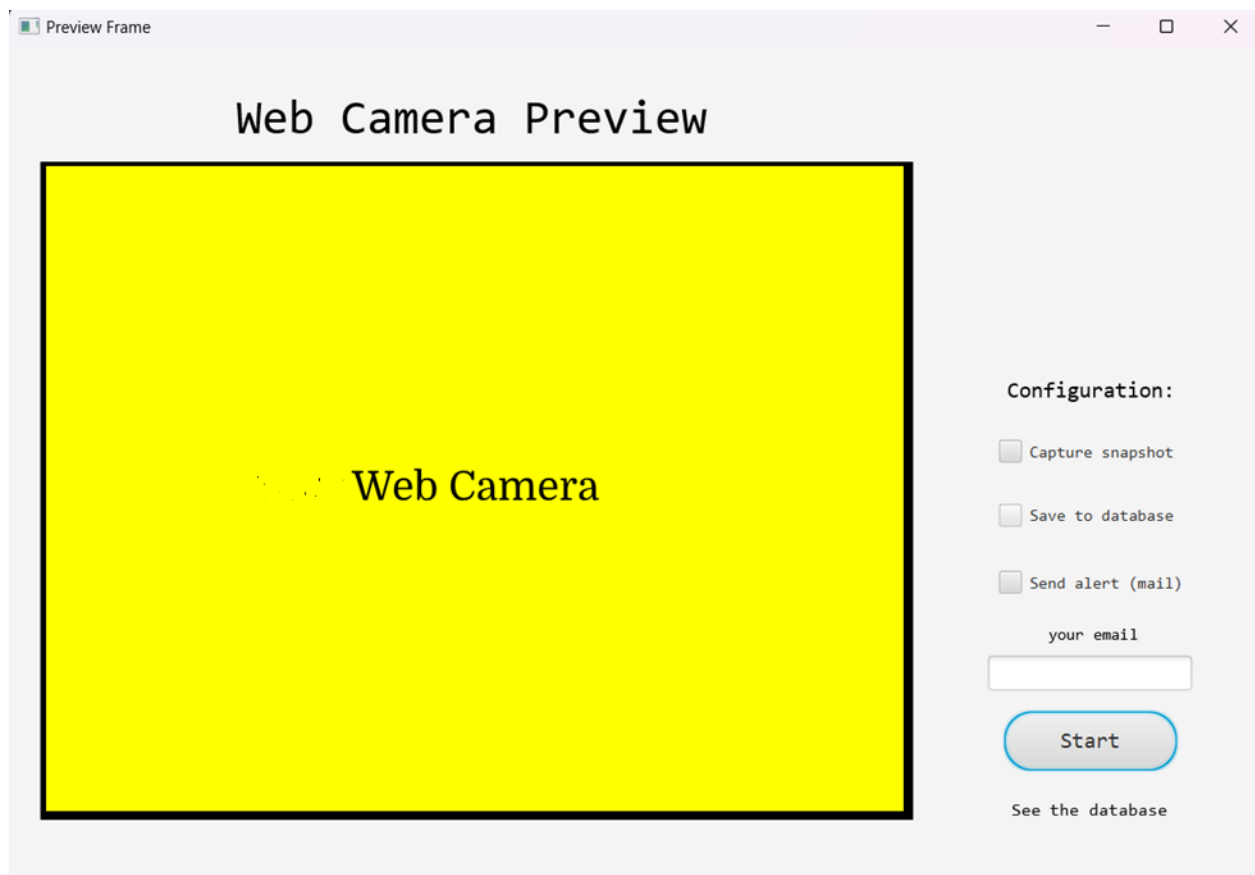 Preview Frame
Web Camera Preview
Web Camera
Configuration:
Capture snapshot
Save to database
Send alert (mail)
your email
Start
See the database